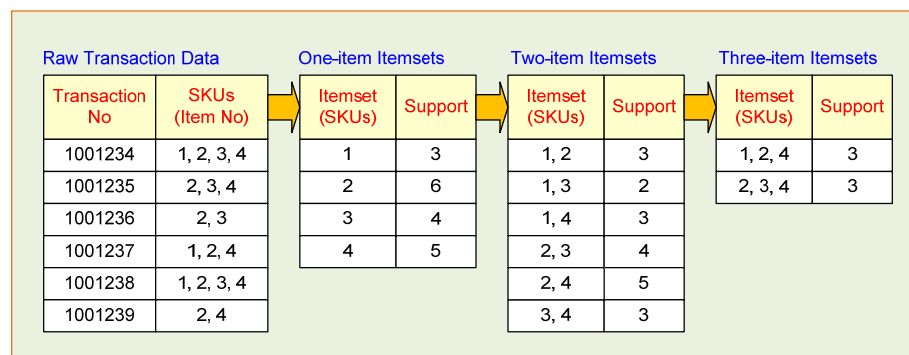 Raw Transaction Data One-item Itemsets Two-item Itemsets Three-item Itemsets
Transaction No SKUs (Item No) Itemset (SKUs) Support Itemset (SKUs) Support Itemset (SKUs) Support
1001234 1, 2, 3, 4 1 3 1, 2 3 1, 2, 4 3
1001235 2, 3, 4 2 6 1, 3 2 2, 3, 4 3
1001236 2, 3 3 4 1, 4 3
1001237 1, 2, 4 4 5 2, 3 4
1001238 1, 2, 3, 4 2, 4 5
1001239 2, 4 3, 4 3